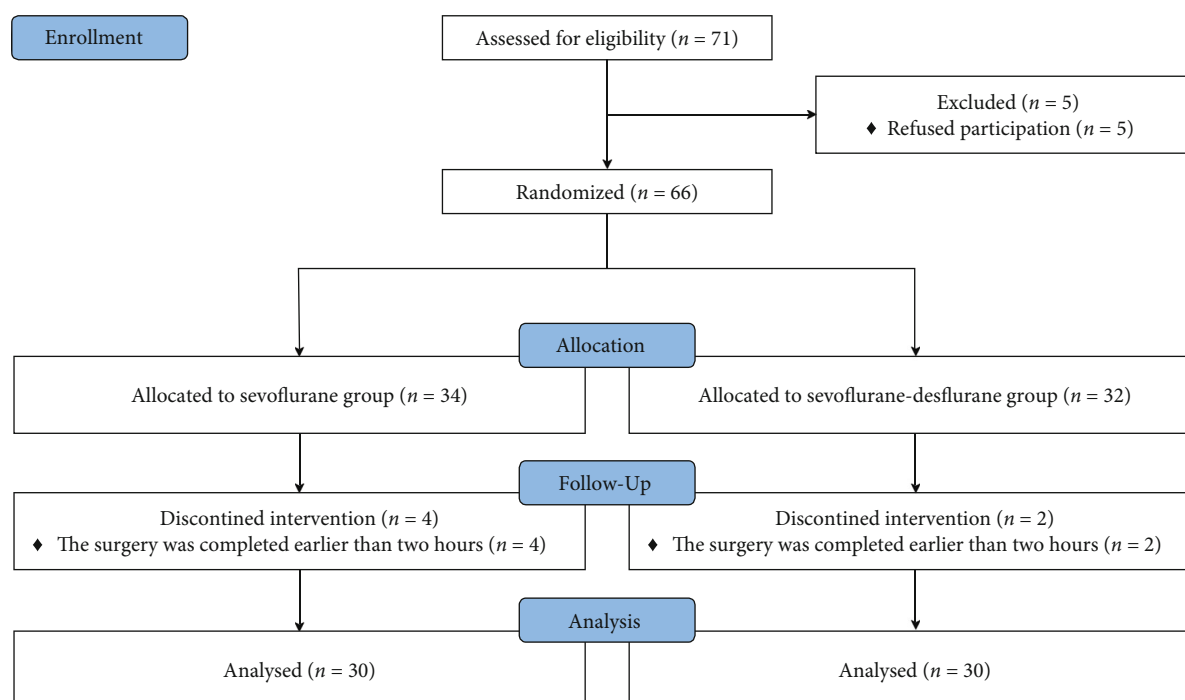 Enrollment
Assessed for eligibility (n = 71)
Excluded (n = 5)
♦ Refused participation (n = 5)
Randomized (n = 66)
Allocation
Allocated to sevoflurane group (n = 34)
Allocated to sevoflurane-desflurane group (n = 32)
Follow-Up
Discontined intervention (n = 4)
♦ The surgery was completed earlier than two hours (n = 4)
Discontined intervention (n = 2)
♦ The surgery was completed earlier than two hours (n = 2)
Analysis
Analysed (n = 30)
Analysed (n = 30)